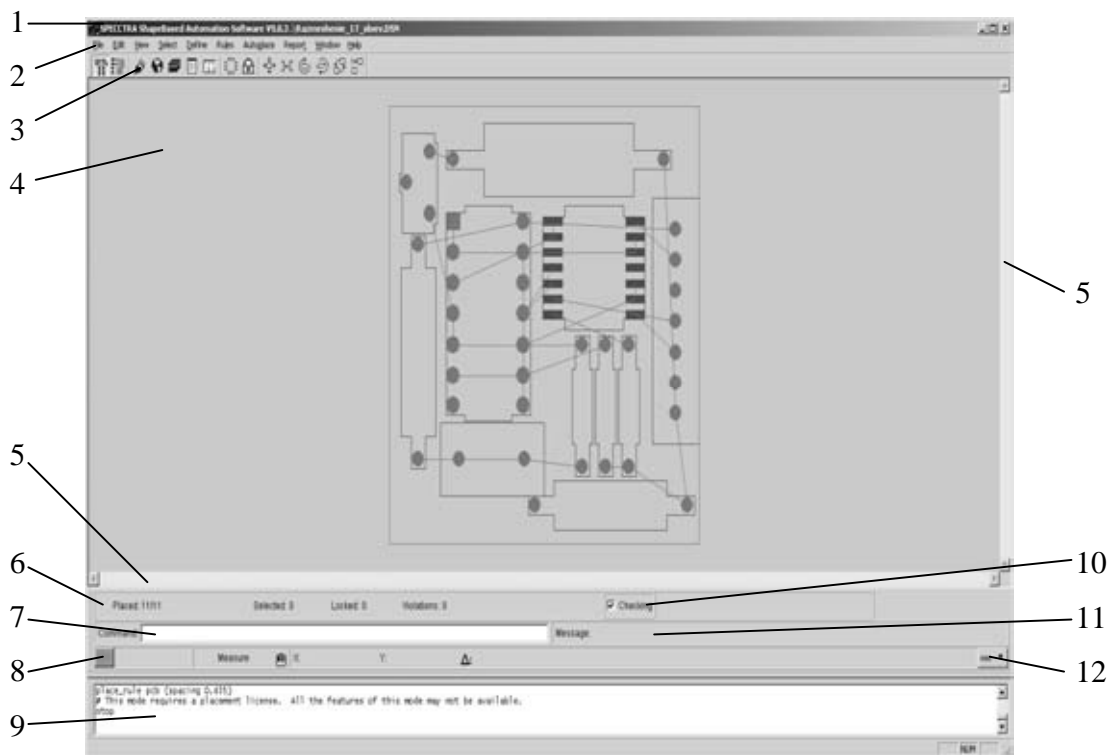 1
SPECCTRA ShapeBased Automation Software
2
File Edit View Select Define Rules Autoplace Report Window Help
3
4
5
5
6
Placed: 11/11 Selected: 0 Locked: 0 Violations: 0 Checking
10
7
Command: Message:
11
8
Measure X: Y:
12
9
place_rule pcb (spacing
# This mode requires a placement license. All the features of this mode may not be available.
stop
NUM